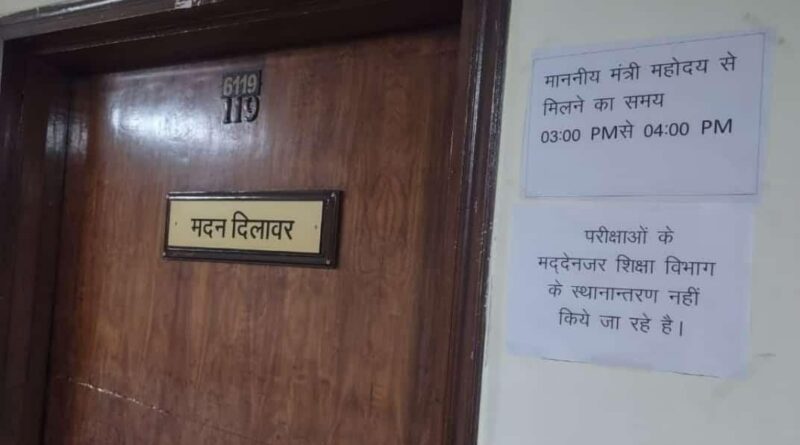 6119
119
मदन दिलावर
माननीय मंत्री महोदय से
मिलने का समय
03:00 PMसे 04:00 PM
परीक्षाओं के
मद्देनजर शिक्षा विभाग
के स्थानान्तरण नहीं
किये जा रहे है।